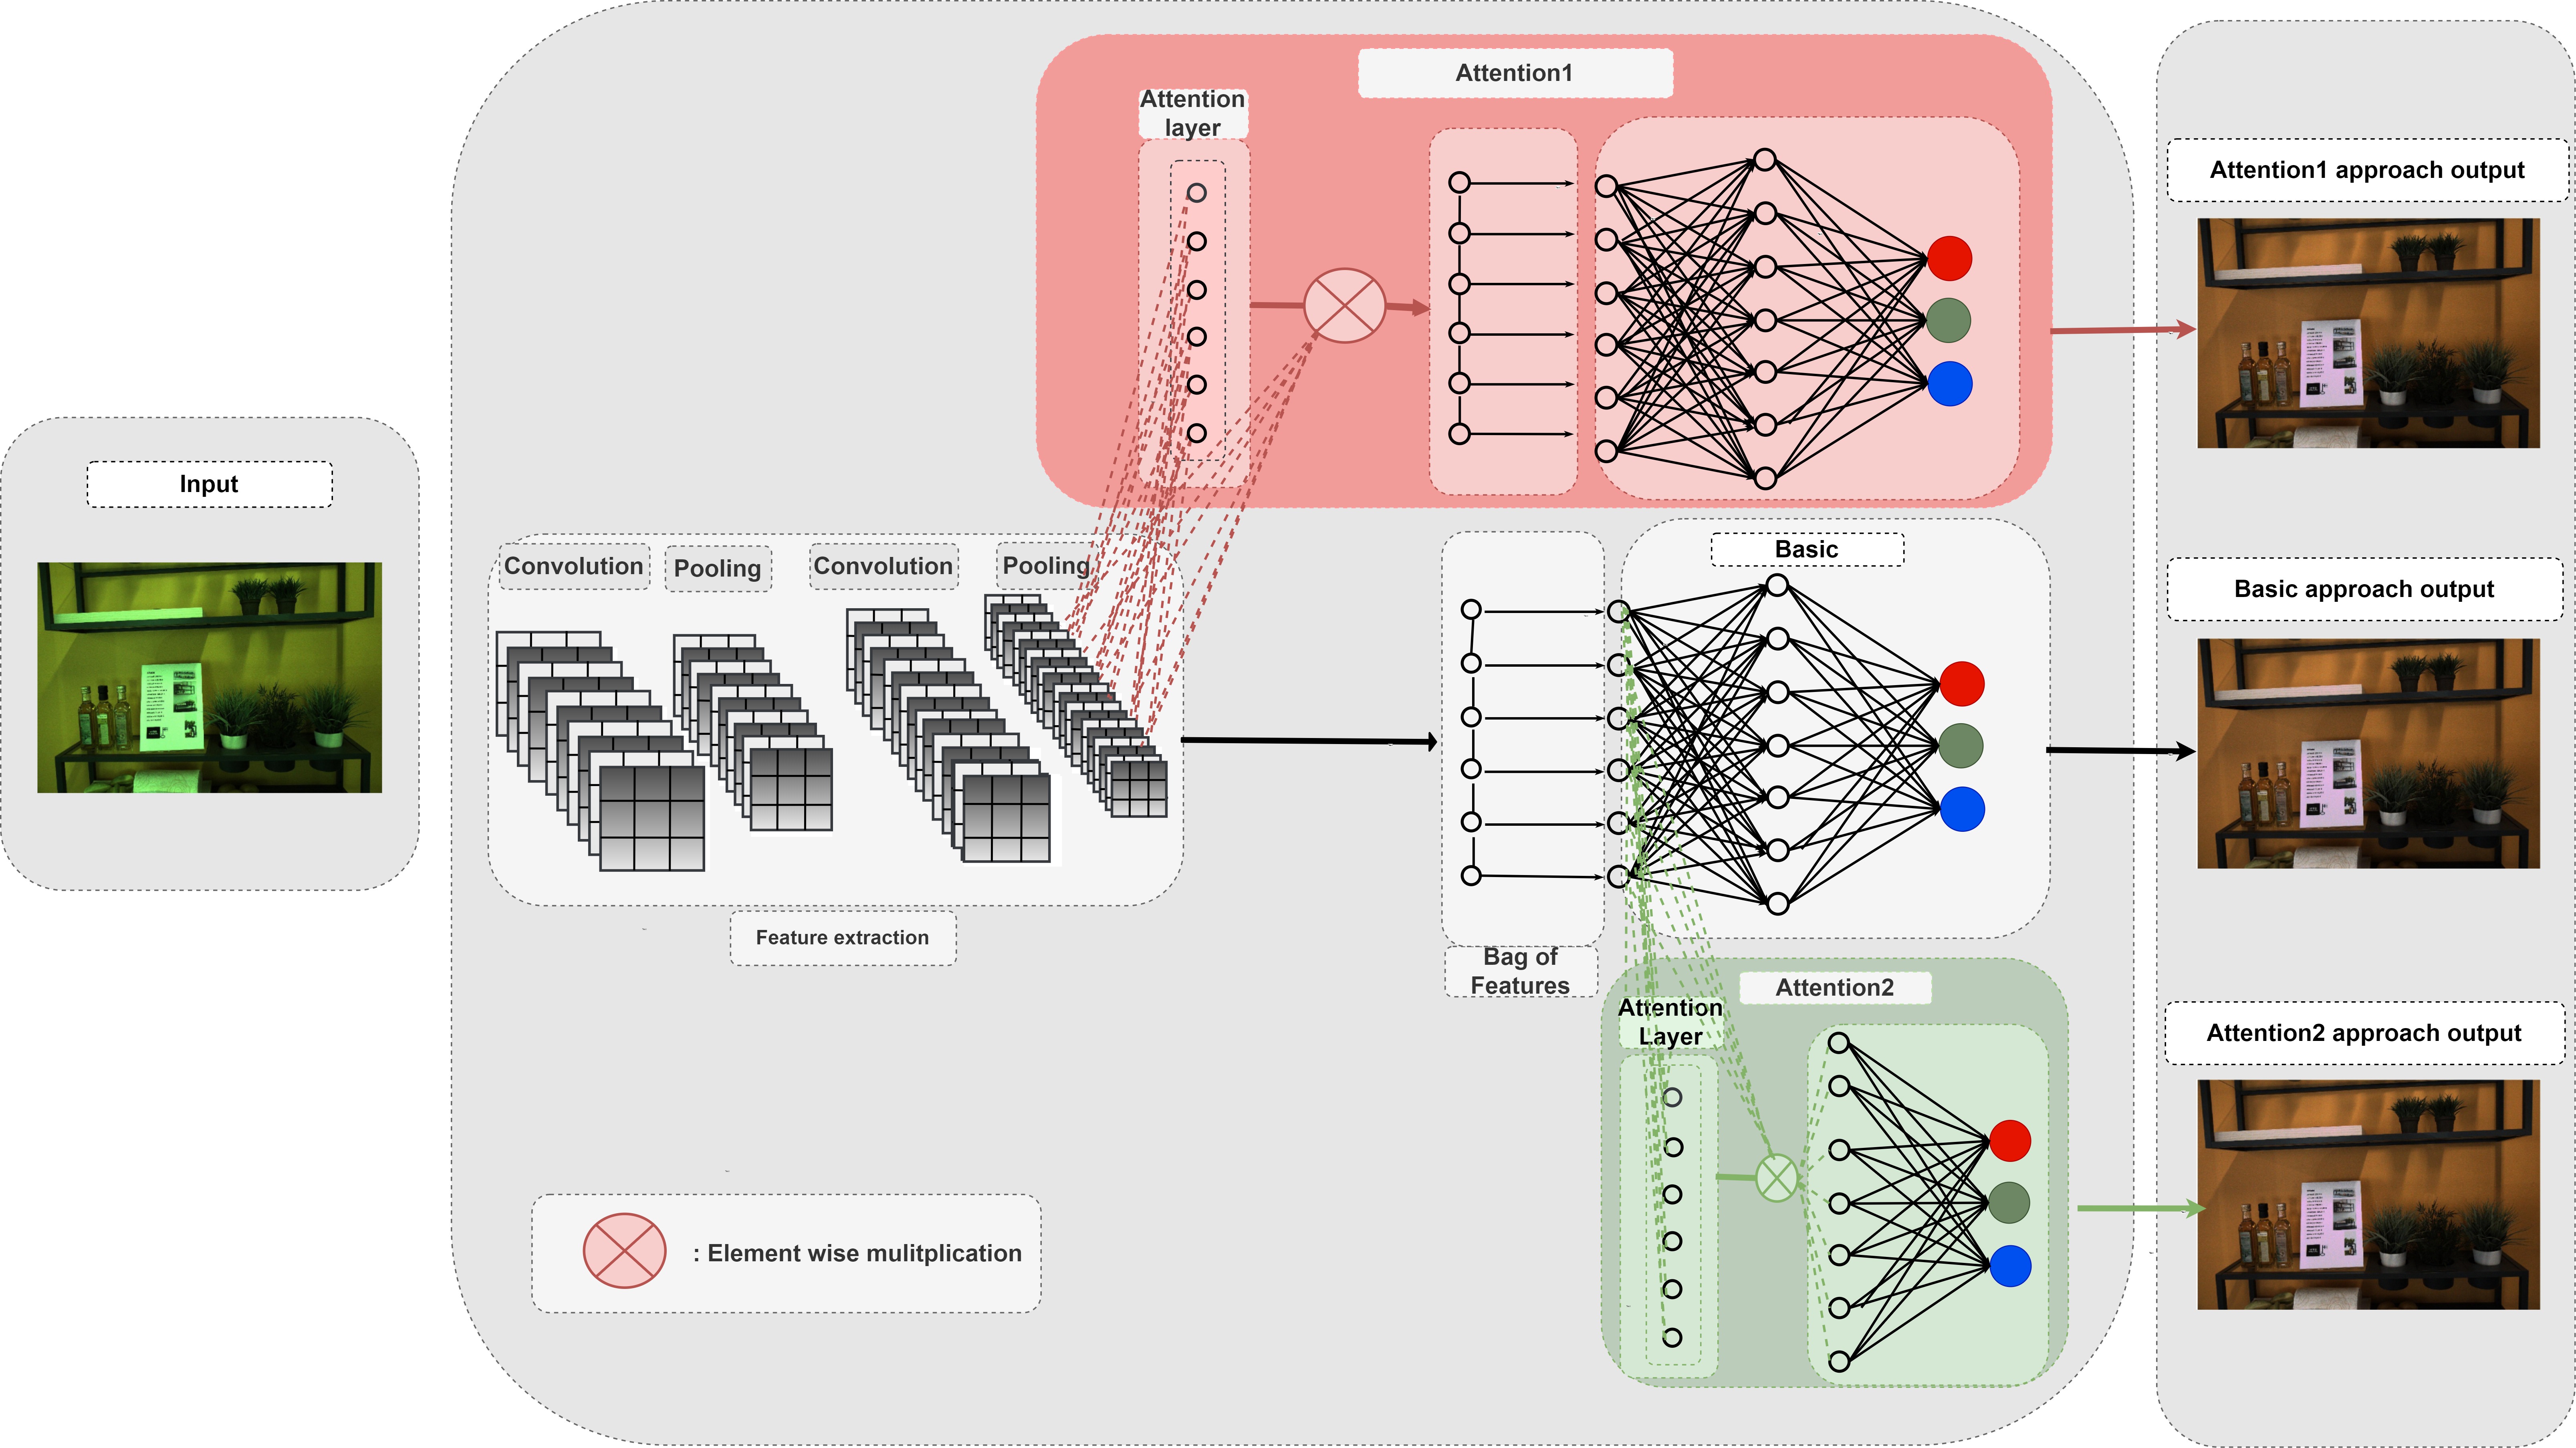 Attention1
Attention
layer
Attention1 approach output
Input
Convolution
Pooling
Convolution
Pooling
Basic
Basic approach output
Feature extraction
Bag of
Features
Attention2
Attention
Layer
Attention2 approach output
: Element wise mulitplication